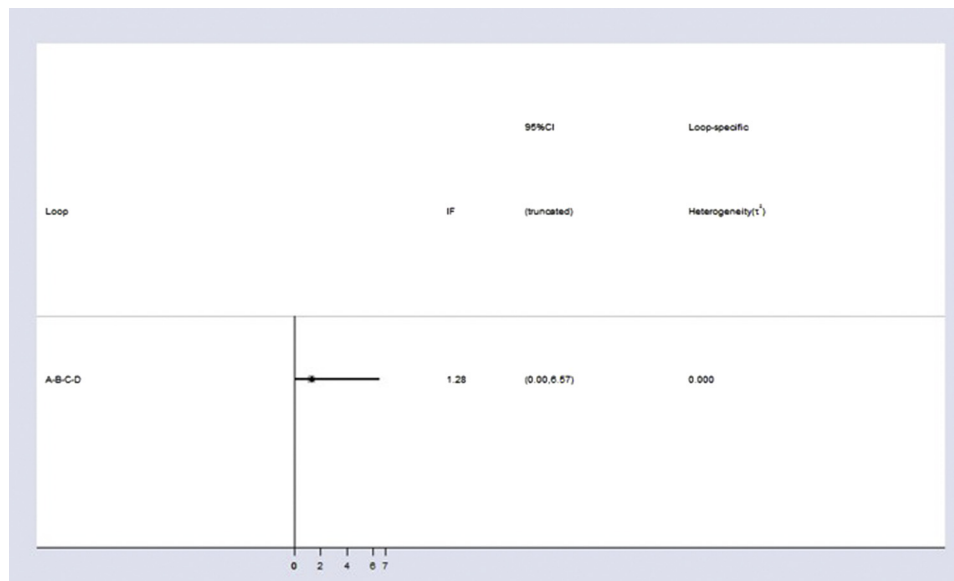 95%CI Loop-specific
Loop IF (truncated) Heterogeneity(τ²)
A-B-C-D 1.28 (0.00,6.57) 0.000
0 2 4 6 7